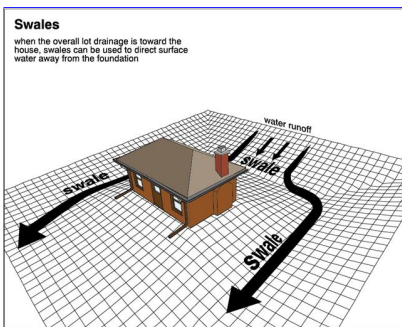 Swales
when the overall lot drainage is toward the
house, swales can be used to direct surface
water away from the foundation
water runoff
swale
swale
Swale